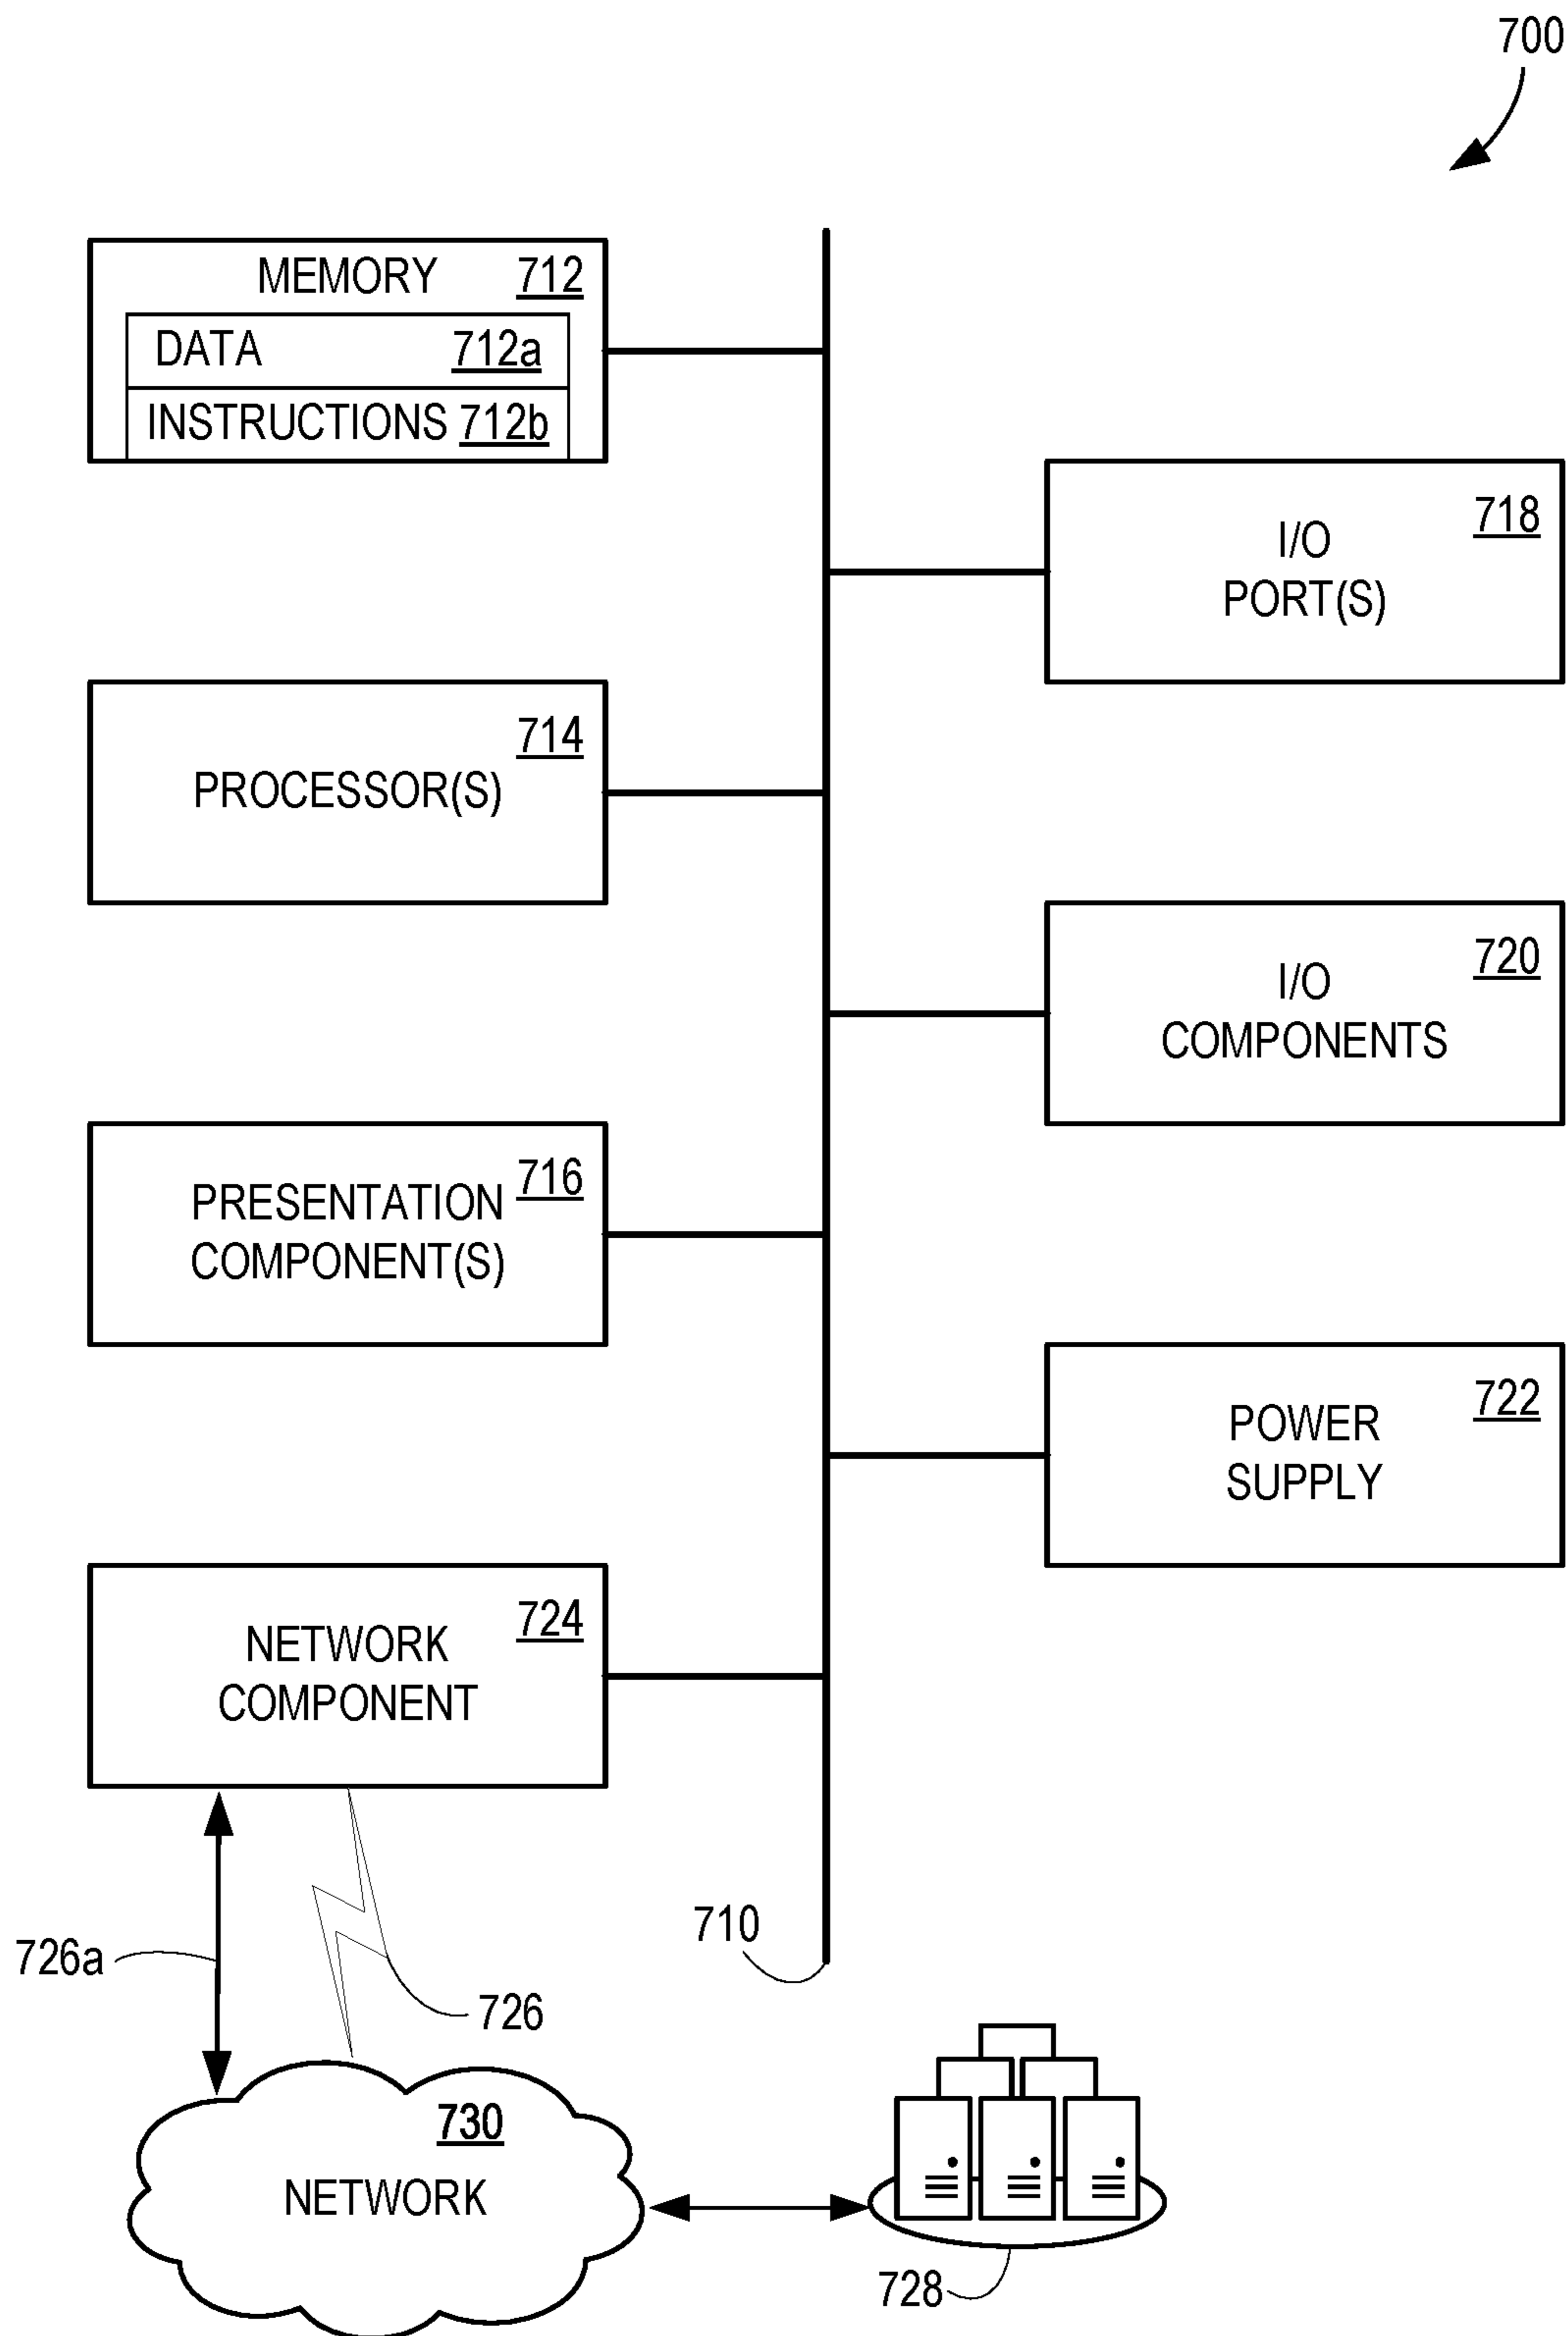 700
MEMORY 712
DATA 712a
INSTRUCTIONS 712b
718
I/O
PORT(S)
714
PROCESSOR(S)
720
I/O
COMPONENTS
716
PRESENTATION
COMPONENT(S)
722
POWER
SUPPLY
724
NETWORK
COMPONENT
710
726a
726
730
NETWORK
728